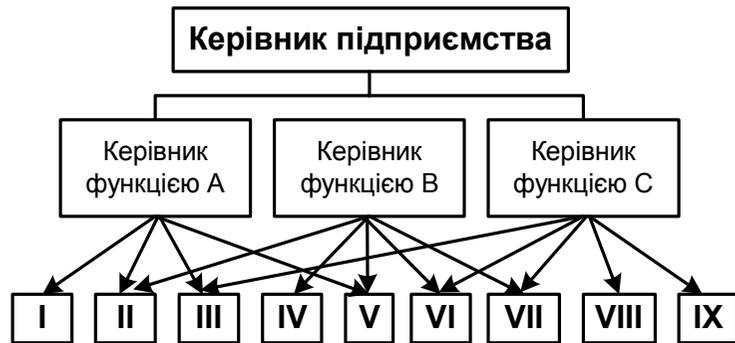 Керівник підприємства
Керівник
функцією А
Керівник
функцією В
Керівник
функцією С
I
II
III
IV
V
VI
VII
VIII
IX